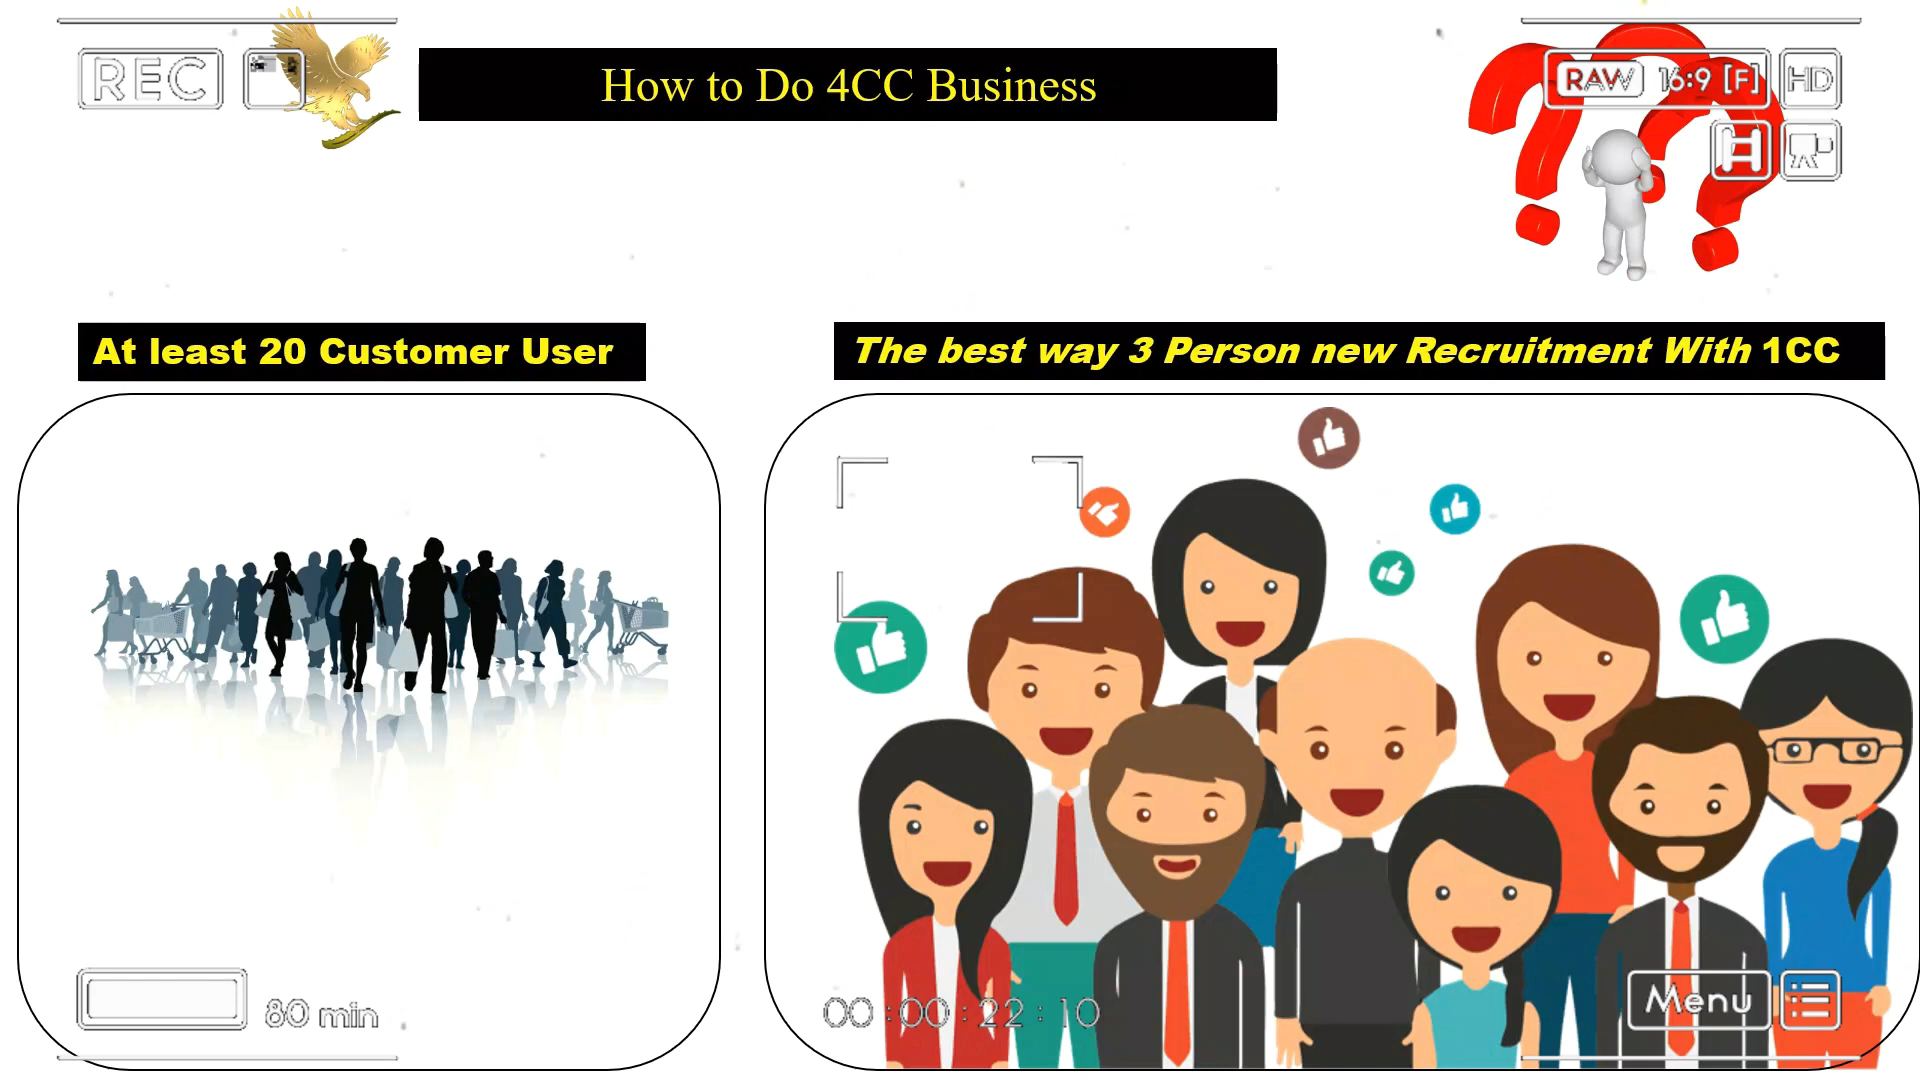 REC
How to Do 4CC Business
RAW 16:9 [F] HD
At least 20 Customer User
The best way 3 Person new Recruitment With 1CC
80 min
00:00:22:10
Menu